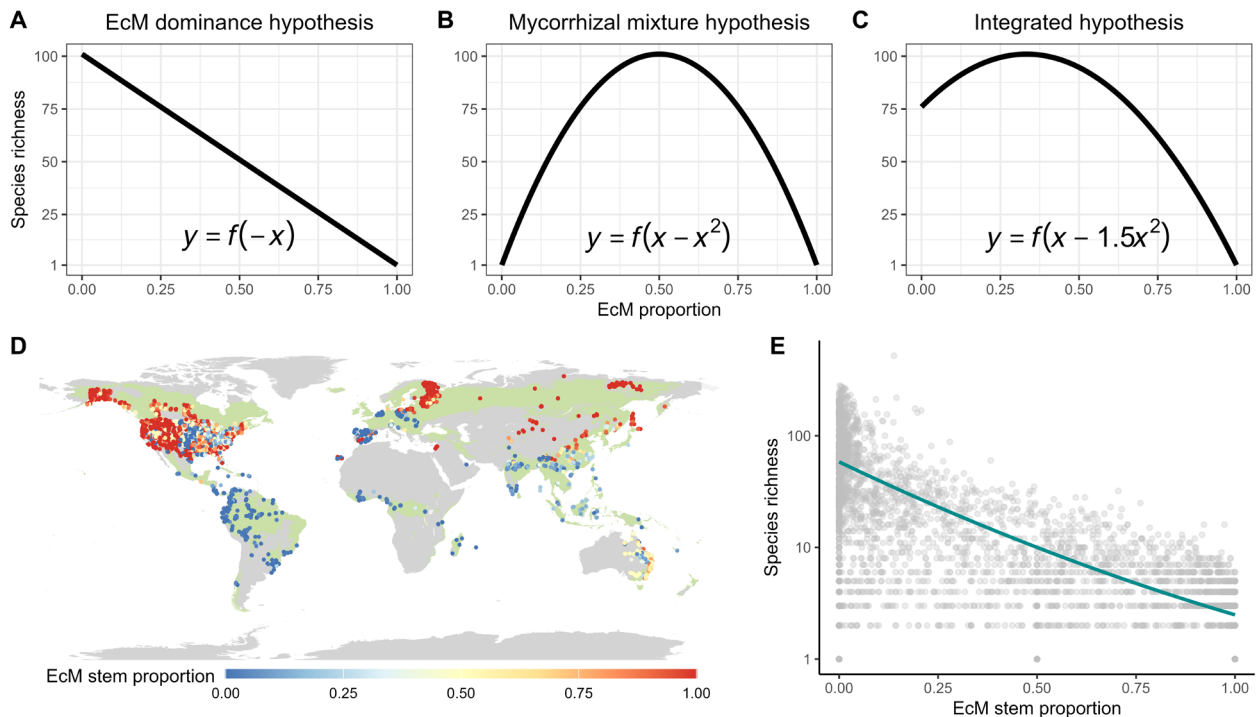 A EcM dominance hypothesis
B Mycorrhizal mixture hypothesis
C Integrated hypothesis
Species richness
100
75
50
25
1
y = f(−x)
0.00 0.25 0.50 0.75 1.00
100
75
50
25
1
y = f(x − x²)
0.00 0.25 0.50 0.75 1.00
EcM proportion
100
75
50
25
1
y = f(x − 1.5x²)
0.00 0.25 0.50 0.75 1.00
D
EcM stem proportion
0.00 0.25 0.50 0.75 1.00
E
Species richness
100
10
1
0.00 0.25 0.50 0.75 1.00
EcM stem proportion